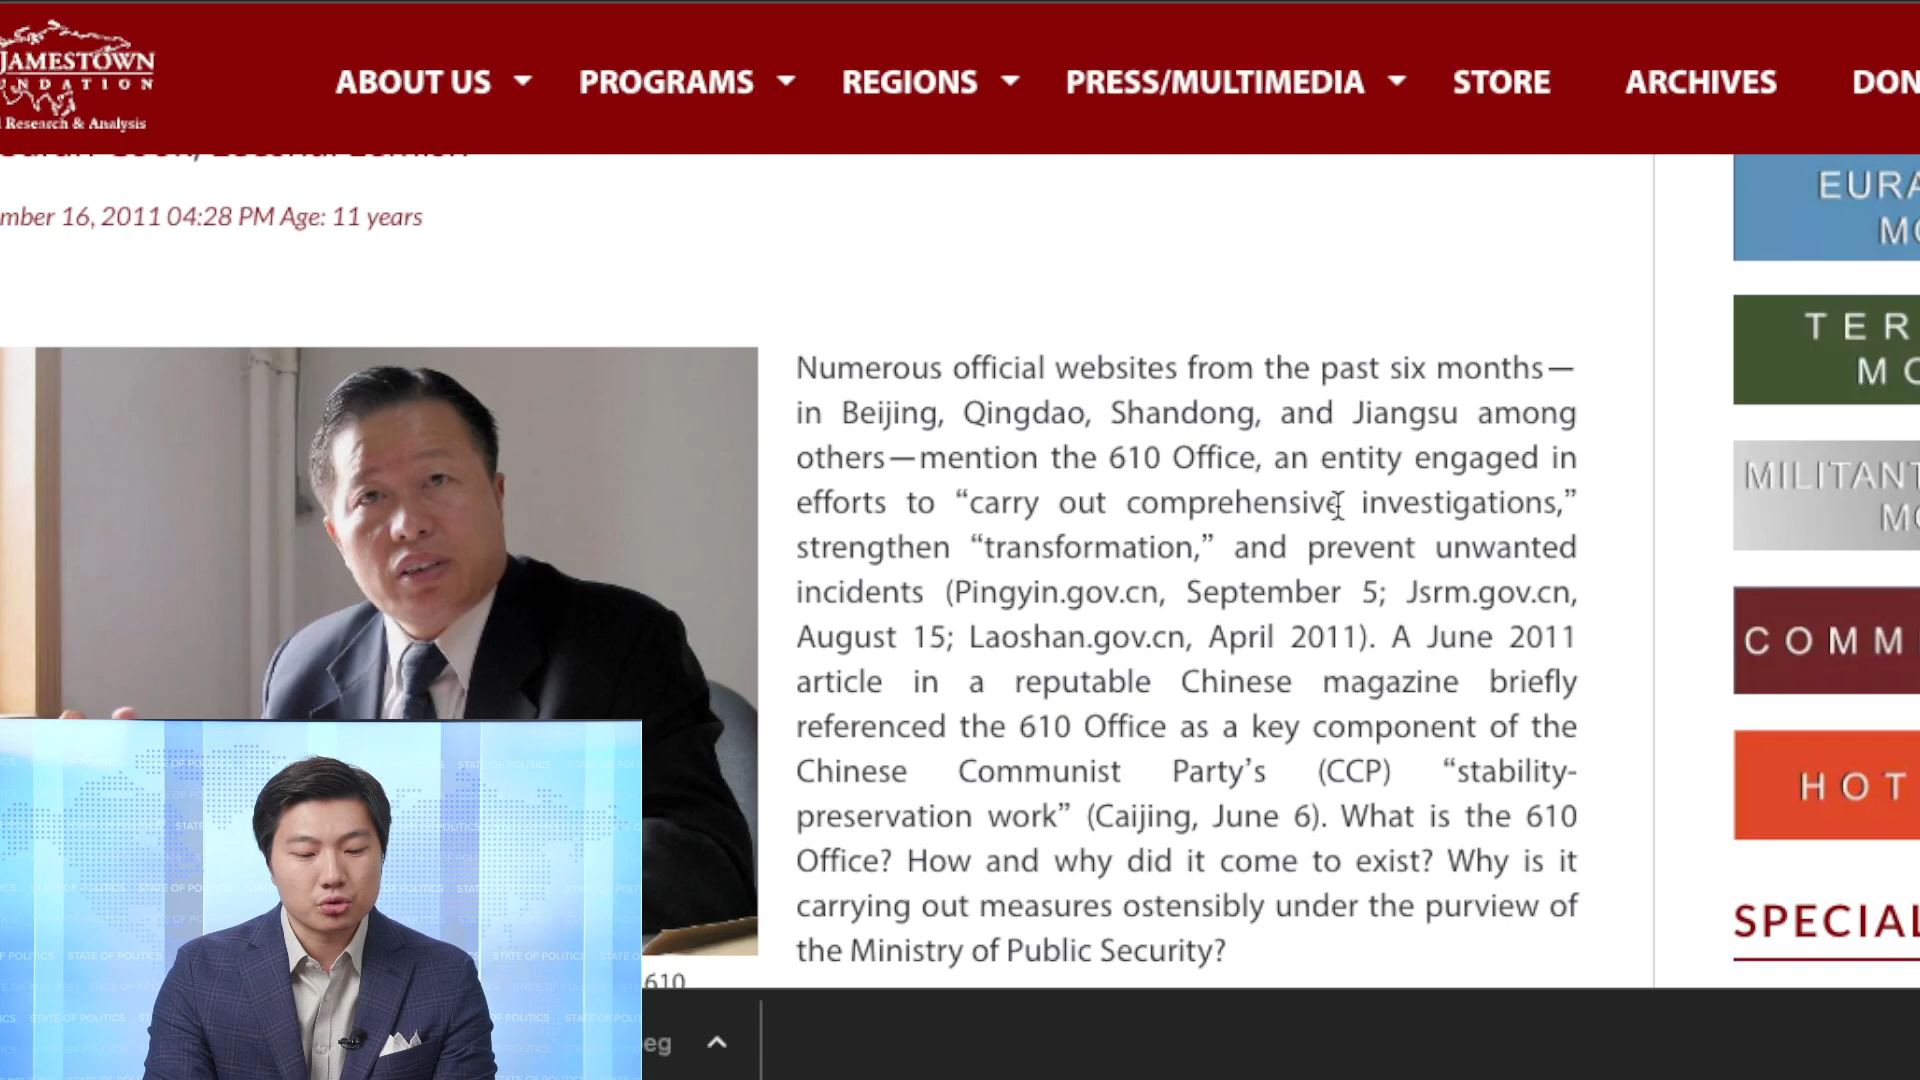 JAMESTOWN
UNDATION
Research & Analysis
ABOUT US
PROGRAMS
REGIONS
PRESS/MULTIMEDIA
STORE
ARCHIVES
DON
mber 16, 2011 04:28 PM Age: 11 years
Numerous official websites from the past six months—
in Beijing, Qingdao, Shandong, and Jiangsu among
others—mention the 610 Office, an entity engaged in
efforts to “carry out comprehensive investigations,”
strengthen “transformation,” and prevent unwanted
incidents (Pingyin.gov.cn, September 5; Jsrm.gov.cn,
August 15; Laoshan.gov.cn, April 2011). A June 2011
article in a reputable Chinese magazine briefly
referenced the 610 Office as a key component of the
Chinese Communist Party’s (CCP) “stability-
preservation work” (Caijing, June 6). What is the 610
Office? How and why did it come to exist? Why is it
carrying out measures ostensibly under the purview of
the Ministry of Public Security?
610
EURA
MO
TER
MO
MILITANT
MO
COMM
HOT
SPECIAL
STATE OF POLITICS
eg